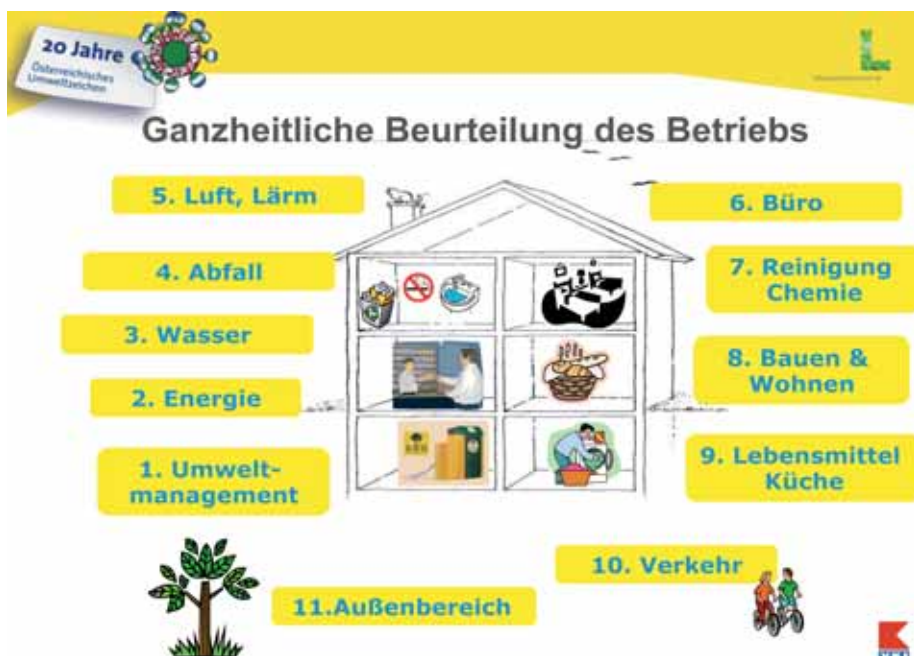 20 Jahre
Österreichisches
Umweltzeichen
Ganzheitliche Beurteilung des Betriebs
5. Luft, Lärm
6. Büro
4. Abfall
7. Reinigung
Chemie
3. Wasser
8. Bauen &
Wohnen
2. Energie
9. Lebensmittel
Küche
1. Umwelt-
management
10. Verkehr
11.Außenbereich